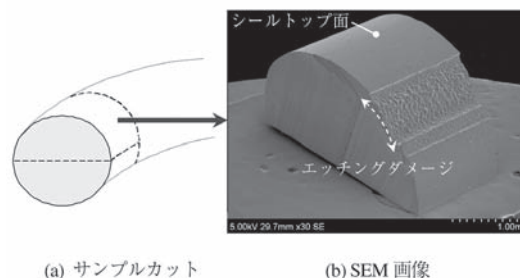 シールトップ面
エッチングダメージ
5.00kV 29.7mm x30 SE
1.00mm
(a) サンプルカット
(b) SEM 画像